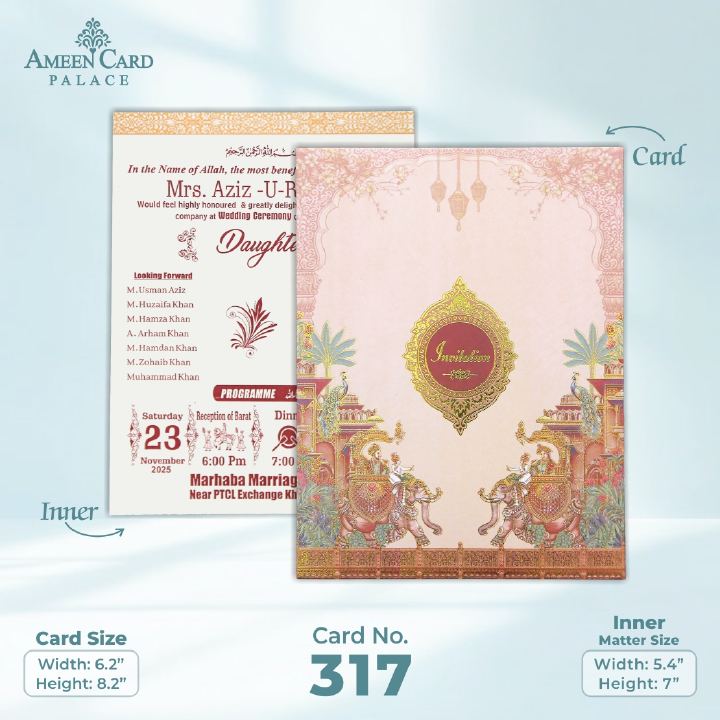 AMEEN CARD
PALACE
Card
Inner
بسم الله الرحمن الرحيم
In the Name of Allah, the most
Mrs. Aziz -U-R
Would feel highly honoured & greatly
company at Wedding Ceremony
Looking Forward
M. Usman Aziz
M. Huzaifa Khan
M. Hamza Khan
A. Arham Khan
M. Hamdan Khan
M. Zohaib Khan
Muhammad Khan
PROGRAMME
Saturday
23
November
2025
Reception of Barat
6:00 Pm
7:00
Marhaba Marriag
Near PTCL Exchange Kh
Invitation
Card Size
Width: 6.2”
Height: 8.2”
Card No.
317
Inner
Matter Size
Width: 5.4”
Height: 7”